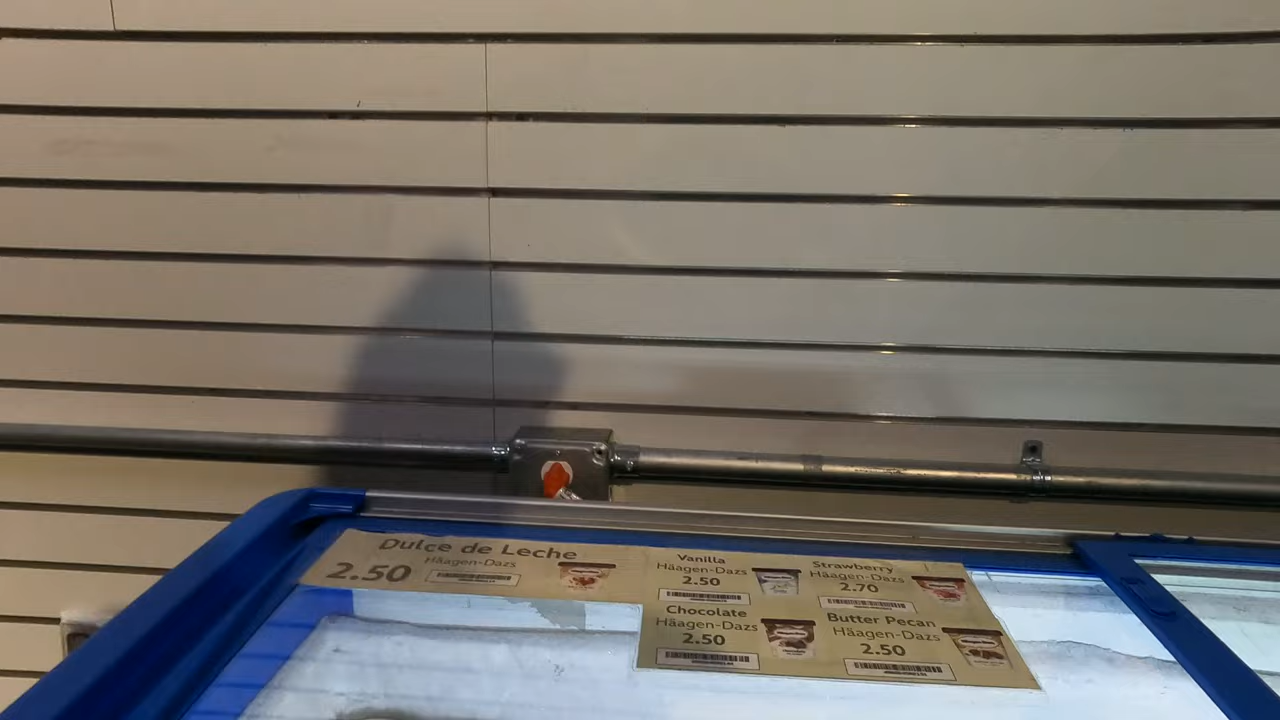 Dulce de Leche
Häagen-Dazs
2.50
Vanilla
Häagen-Dazs
2.50
Strawberry
Häagen-Dazs
2.70
Chocolate
Häagen-Dazs
2.50
Butter Pecan
Häagen-Dazs
2.50